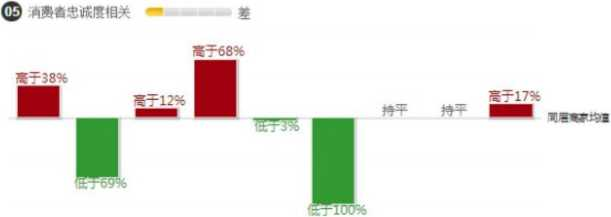 05 消费者忠诚度相关 差
高于68%
高于38%
高于12%
高于17%
持平 持平
同层商家均值
低于3%
低于69%
低于100%